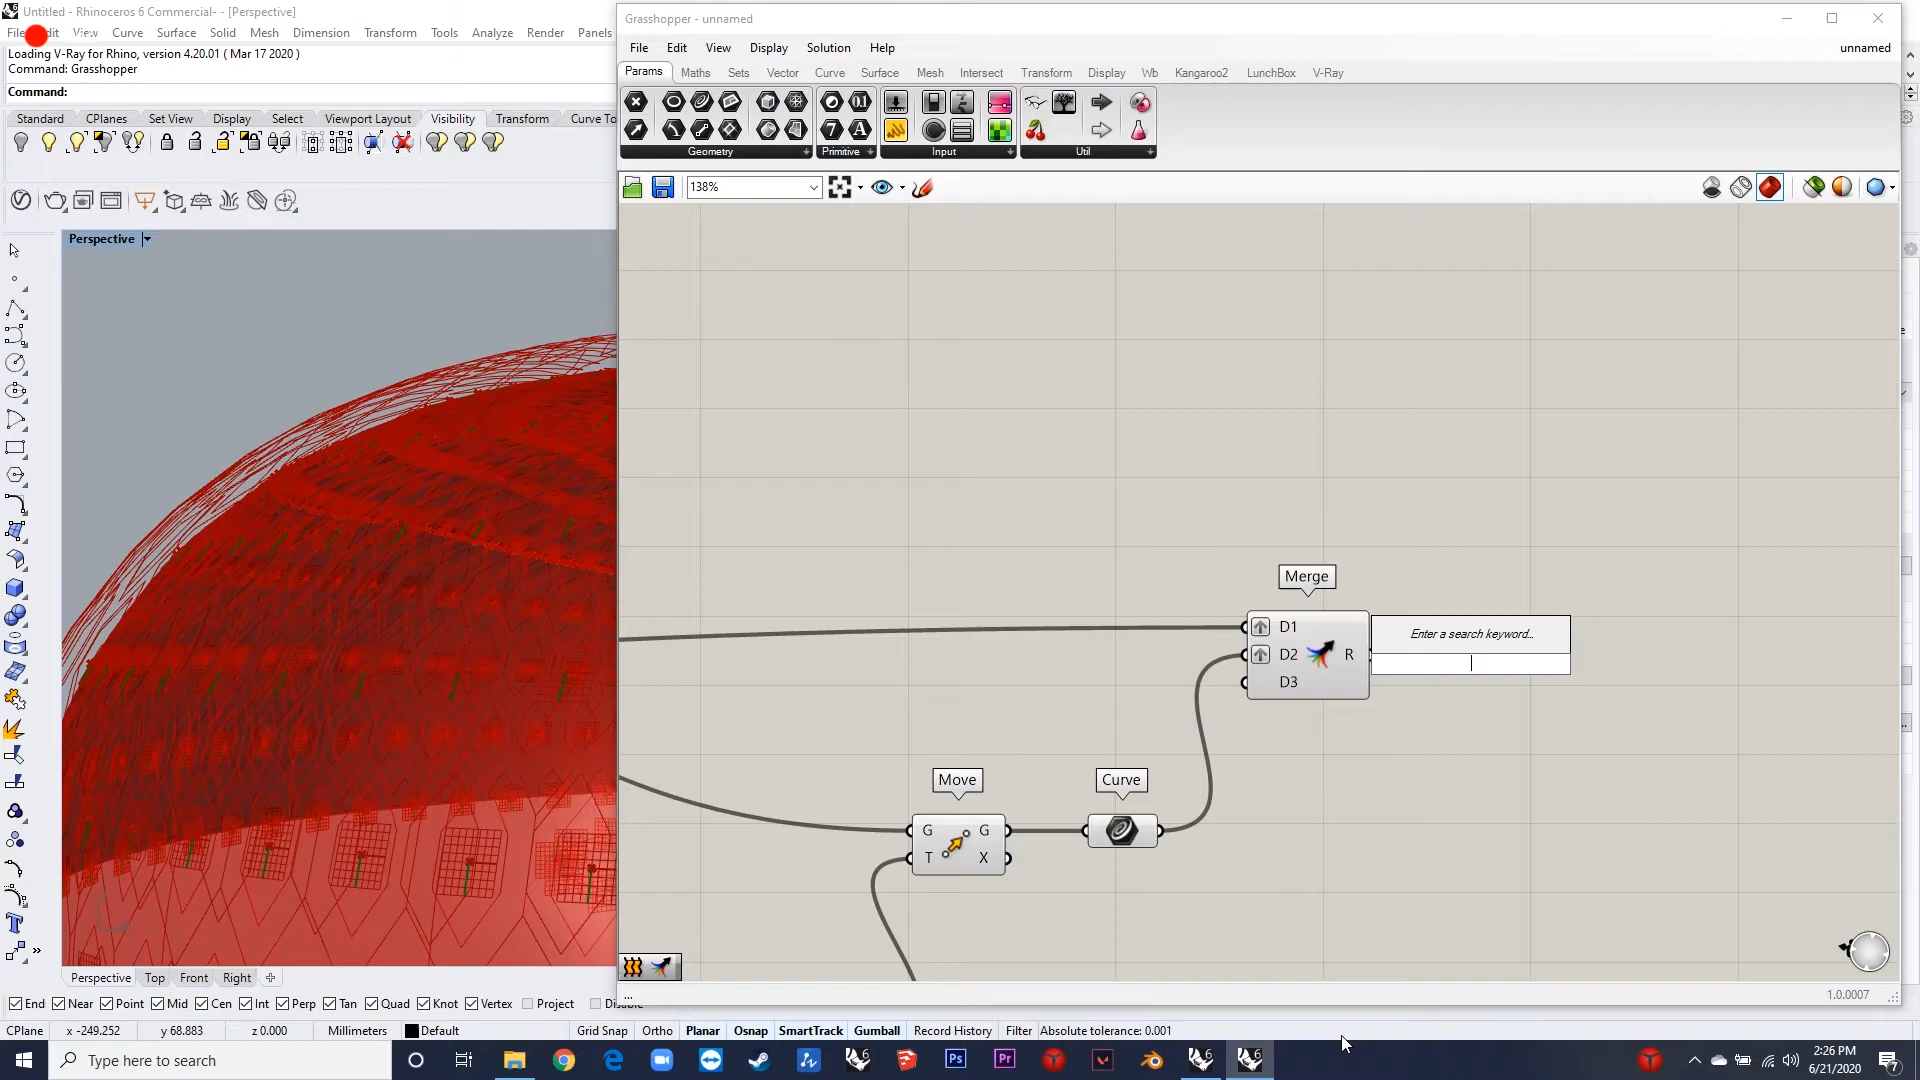 Untitled - Rhinoceros 6 Commercial- - [Perspective]
View Curve Surface Solid Mesh Dimension Transform Tools Analyze Render Panels
Loading V-Ray for Rhino, version 4.20.01 ( Mar 17 2020 )
Command: Grasshopper
Command:
Standard CPlanes Set View Display Select Viewport Layout Visibility Transform Curve To
Perspective
Grasshopper - unnamed
File Edit View Display Solution Help unnamed
Params Maths Sets Vector Curve Surface Mesh Intersect Transform Display Wb Kangaroo2 LunchBox V-Ray
Geometry Primitive Input Util
138%
Merge
D1
D2 R
D3
Enter a search keyword...
Move Curve
G G
T X
...
1.0.0007
Perspective Top Front Right
End Near Point Mid Cen Int Perp Tan Quad Knot Vertex Project
CPlane x -249.252 y 68.883 z 0.000 Millimeters Default Grid Snap Ortho Planar Osnap SmartTrack Gumball Record History Filter Absolute tolerance: 0.001
Type here to search
2:26 PM
6/21/2020